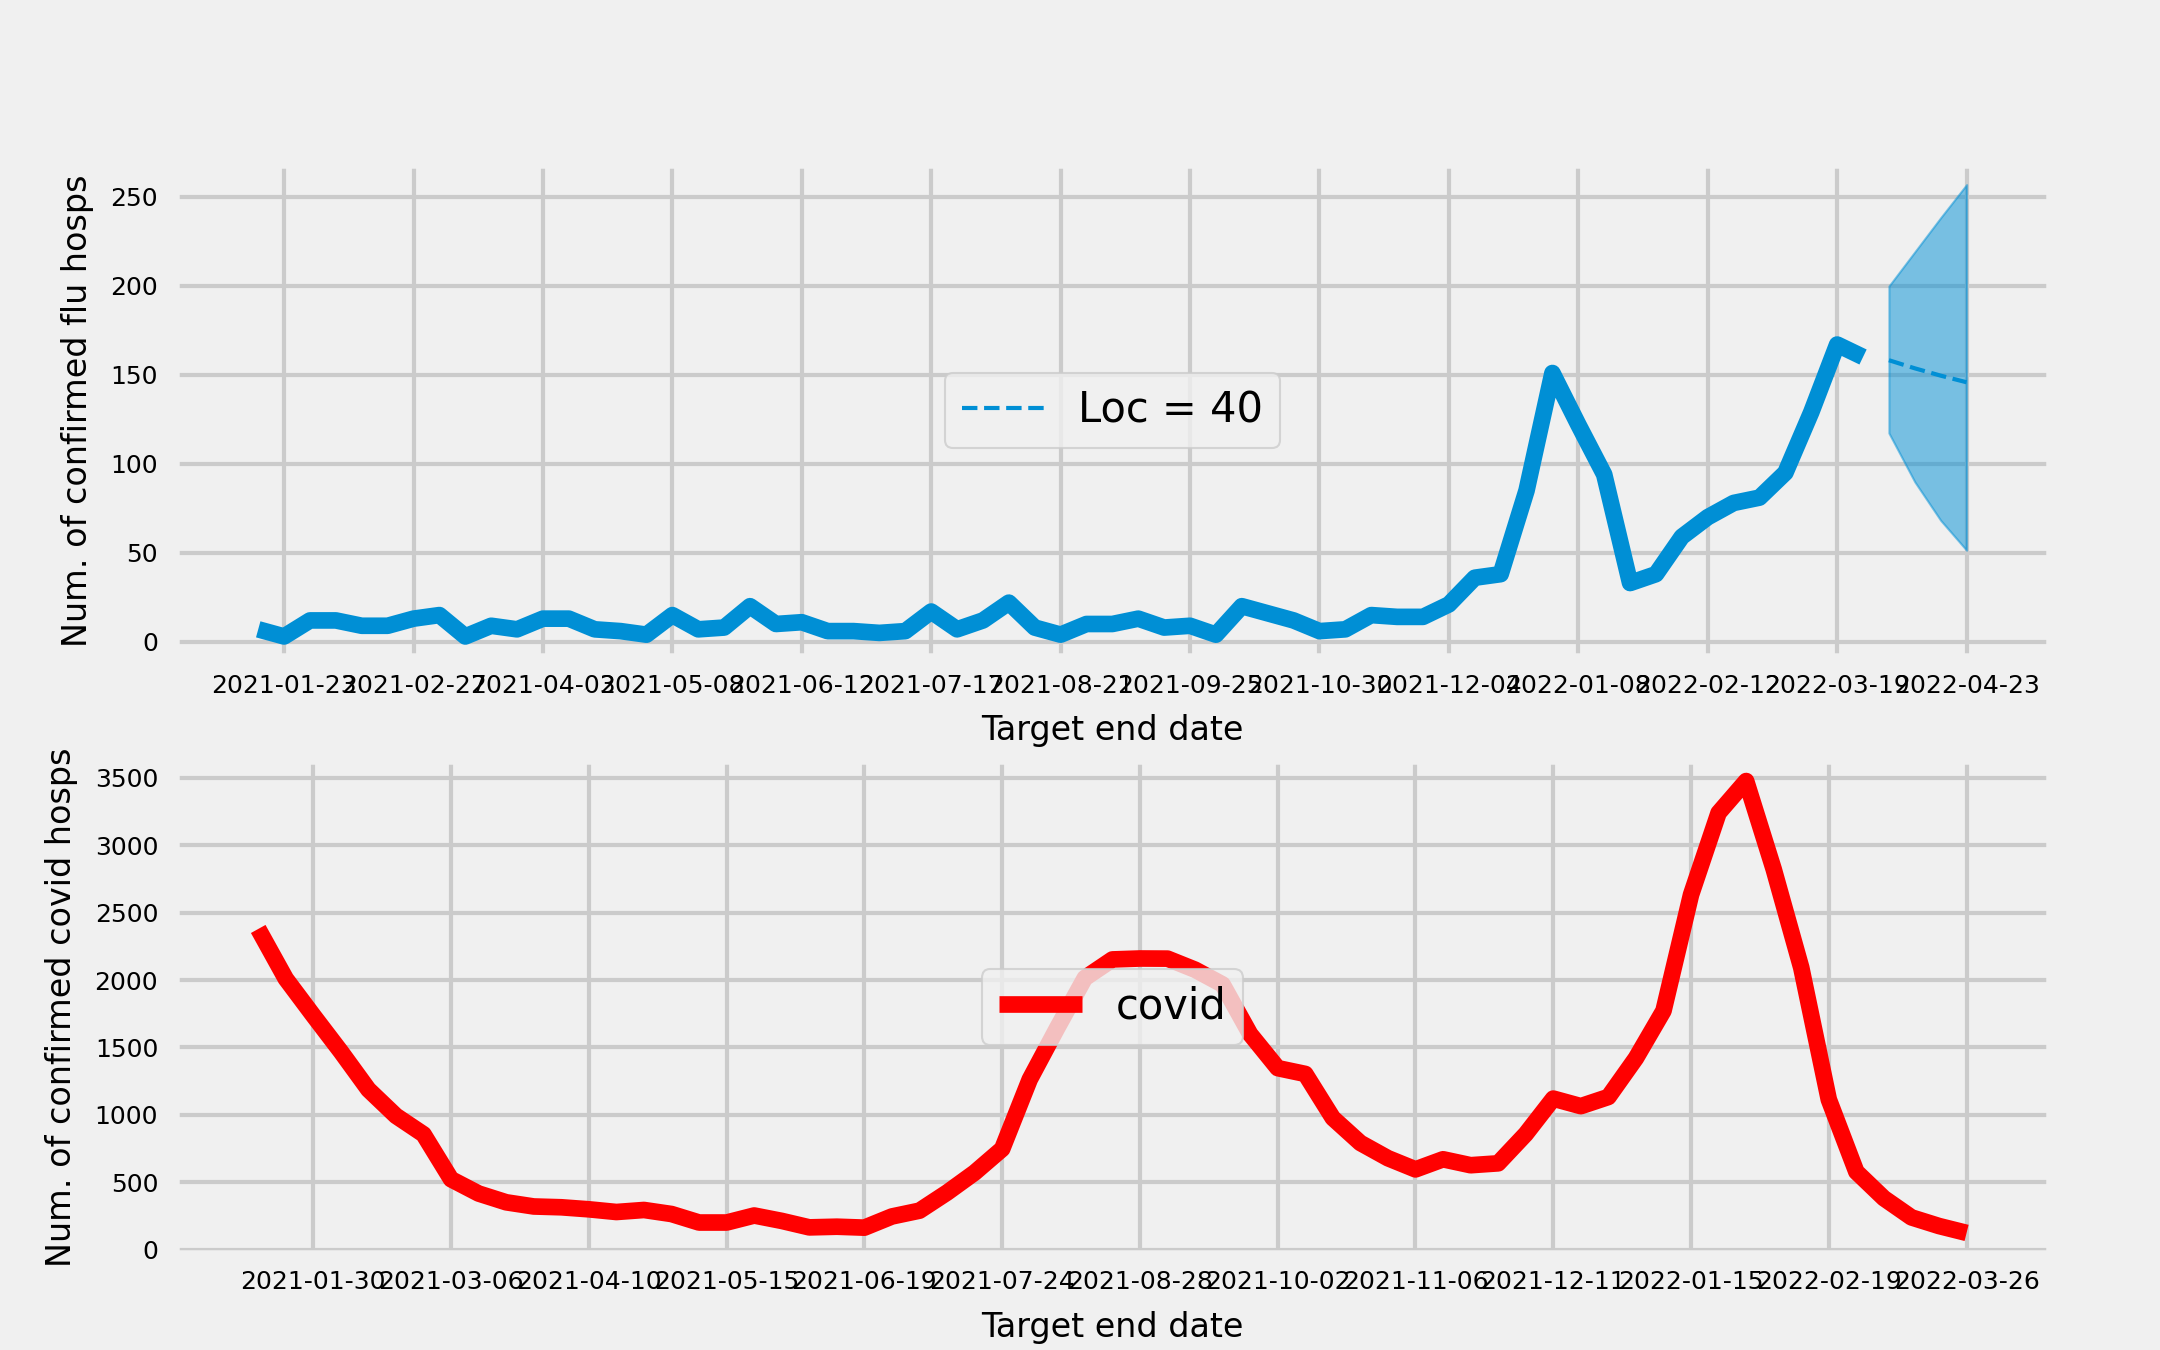 Num. of confirmed flu hosps
250
200
150
100
50
0
Loc = 40
2021-01-23 2021-02-27 2021-04-03 2021-05-08 2021-06-12 2021-07-17 2021-08-21 2021-09-25 2021-10-30 2021-12-04 2022-01-08 2022-02-12 2022-03-19 2022-04-23
Target end date
Num. of confirmed covid hosps
3500
3000
2500
2000
1500
1000
500
0
covid
2021-01-30 2021-03-06 2021-04-10 2021-05-15 2021-06-19 2021-07-24 2021-08-28 2021-10-02 2021-11-06 2021-12-11 2022-01-15 2022-02-19 2022-03-26
Target end date